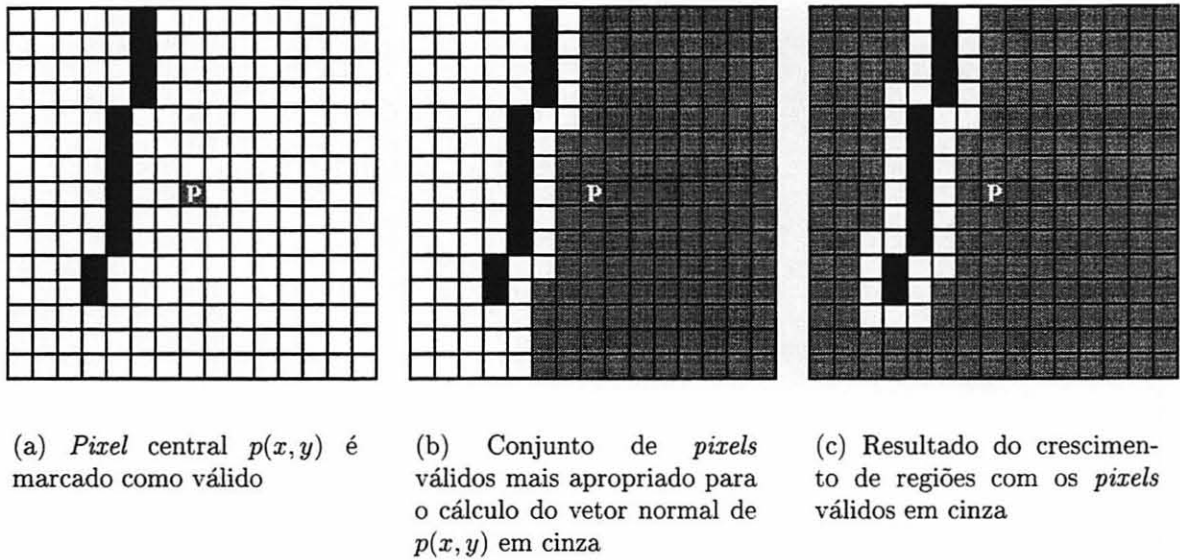 P
P
P
(a) Pixel central p(x, y) é
marcado como válido
(b) Conjunto de pixels
válidos mais apropriado para
o cálculo do vetor normal de
p(x, y) em cinza
(c) Resultado do crescimen-
to de regiões com os pixels
válidos em cinza